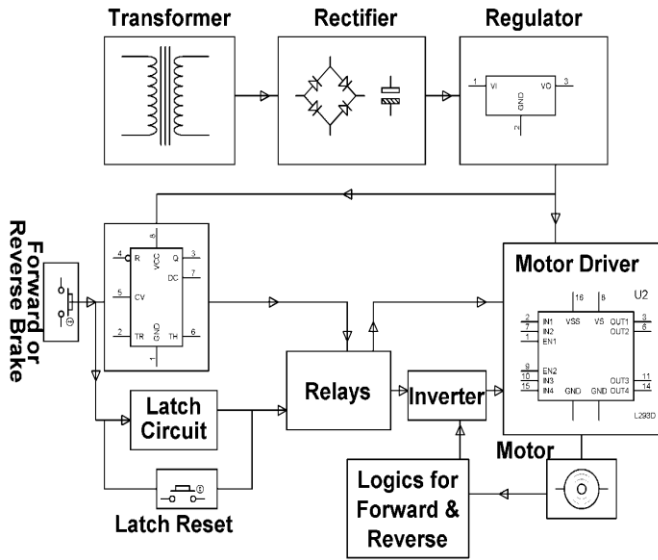 Transformer
Rectifier
Regulator
1 VI VO 3
GND
2
Forward or
Reverse Brake
8
4 R VCC Q 3
DC 7
5 CV
2 TR GND TH 6
1
Motor Driver
U2
16 8
2 IN1 VSS VS OUT1 3
7 IN2 OUT2 6
1 EN1
9 EN2
10 IN3 OUT3 11
15 IN4 GND GND OUT4 14
L293D
Relays
Inverter
Latch
Circuit
Latch Reset
Motor
Logics for
Forward &
Reverse